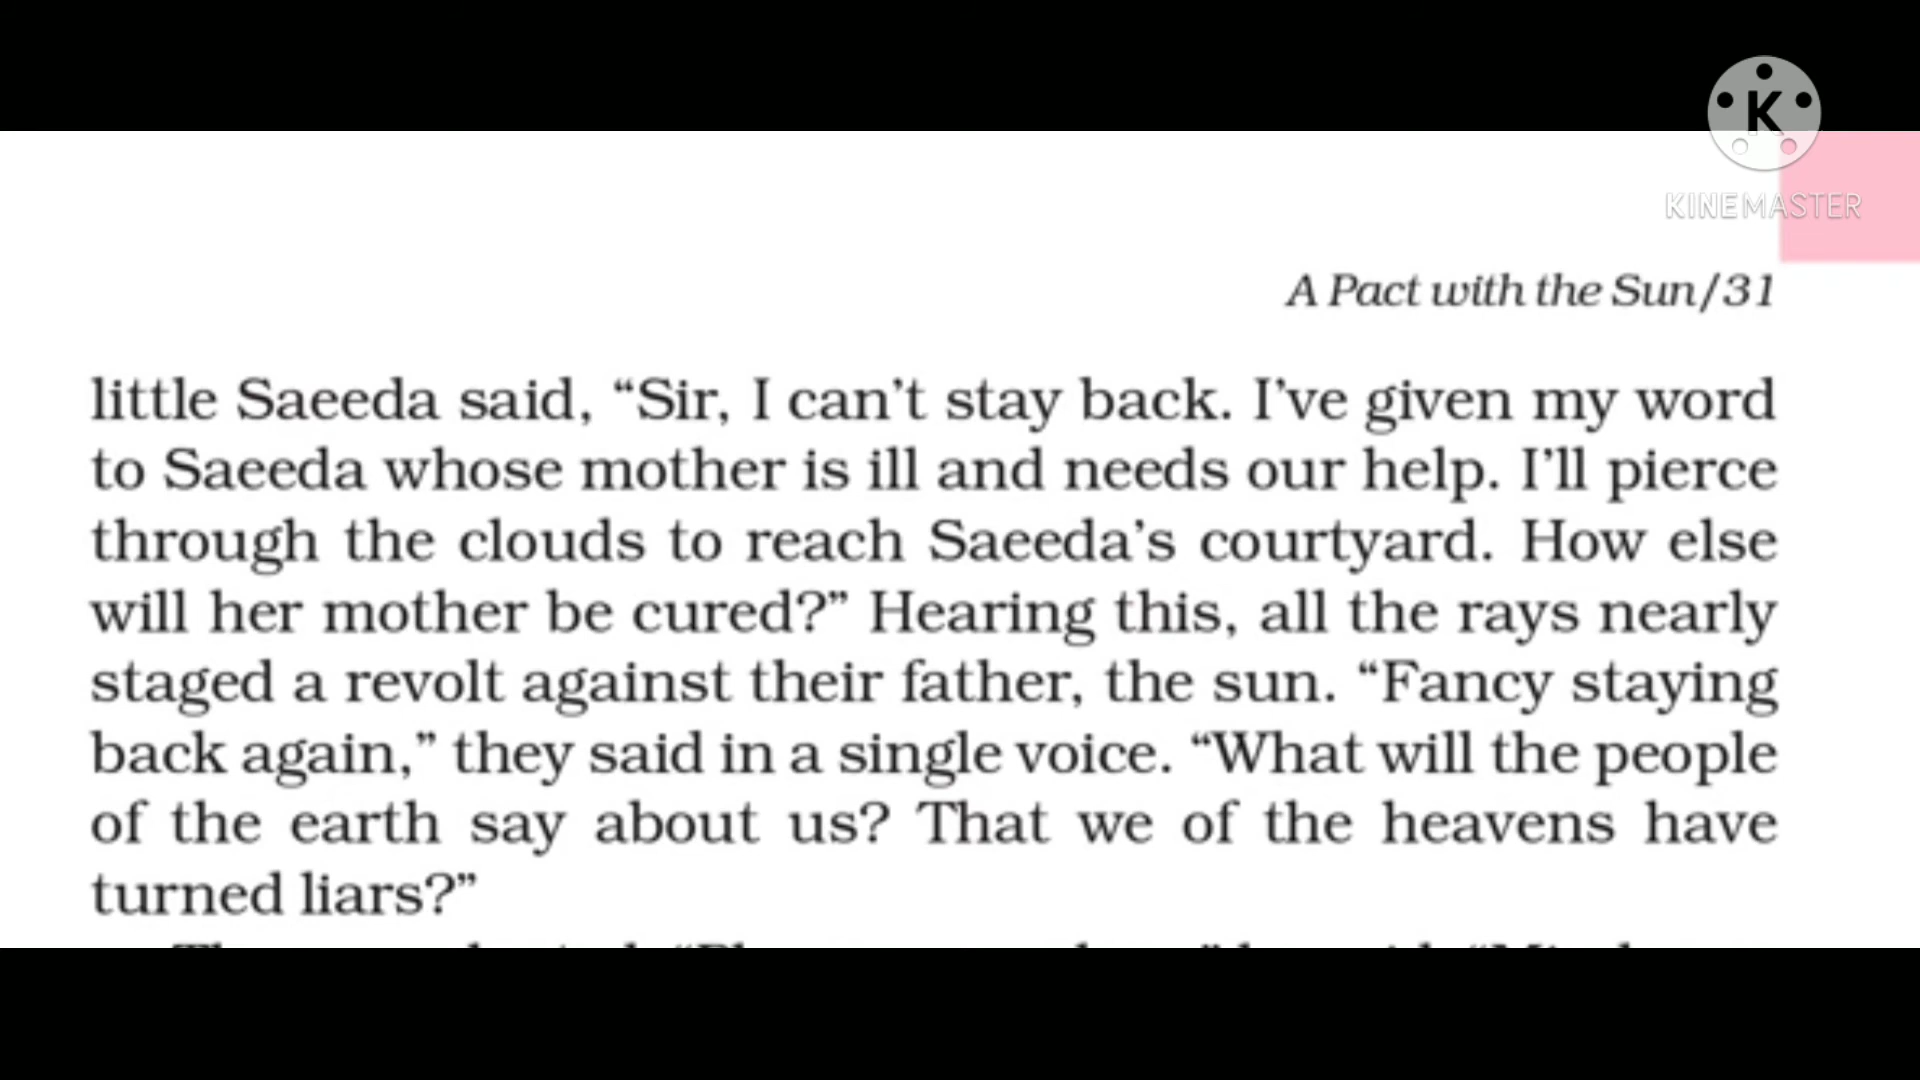 K
KINEMASTER
A Pact with the Sun/31
little Saeeda said, “Sir, I can’t stay back. I’ve given my word
to Saeeda whose mother is ill and needs our help. I’ll pierce
through the clouds to reach Saeeda’s courtyard. How else
will her mother be cured?” Hearing this, all the rays nearly
staged a revolt against their father, the sun. “Fancy staying
back again,” they said in a single voice. “What will the people
of the earth say about us? That we of the heavens have
turned liars?”